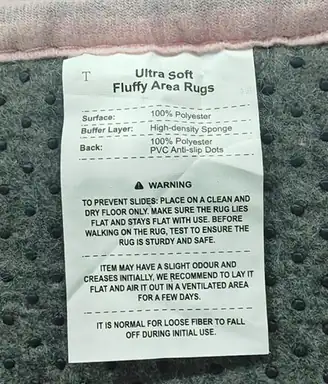 T
Ultra Soft
Fluffy Area Rugs
Surface: 100% Polyester
Buffer Layer: High-density Sponge
Back: 100% Polyester
PVC Anti-slip Dots
⚠ WARNING
TO PREVENT SLIDES: PLACE ON A CLEAN AND
DRY FLOOR ONLY. MAKE SURE THE RUG LIES
FLAT AND STAYS FLAT WITH USE. BEFORE
WALKING ON THE RUG, TEST TO ENSURE THE
RUG IS STURDY AND SAFE.
ITEM MAY HAVE A SLIGHT ODOUR AND
CREASES INITIALLY, WE RECOMMEND TO LAY IT
FLAT AND AIR IT OUT IN A VENTILATED AREA
FOR A FEW DAYS.
IT IS NORMAL FOR LOOSE FIBER TO FALL
OFF DURING INITIAL USE.